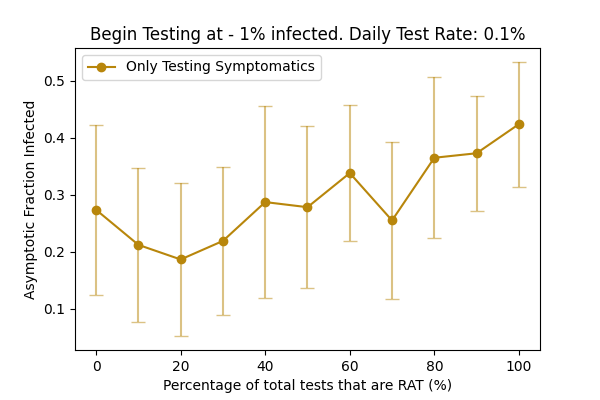 Begin Testing at - 1% infected. Daily Test Rate: 0.1%
Only Testing Symptomatics
Asymptotic Fraction Infected
0.5
0.4
0.3
0.2
0.1
0 20 40 60 80 100
Percentage of total tests that are RAT (%)